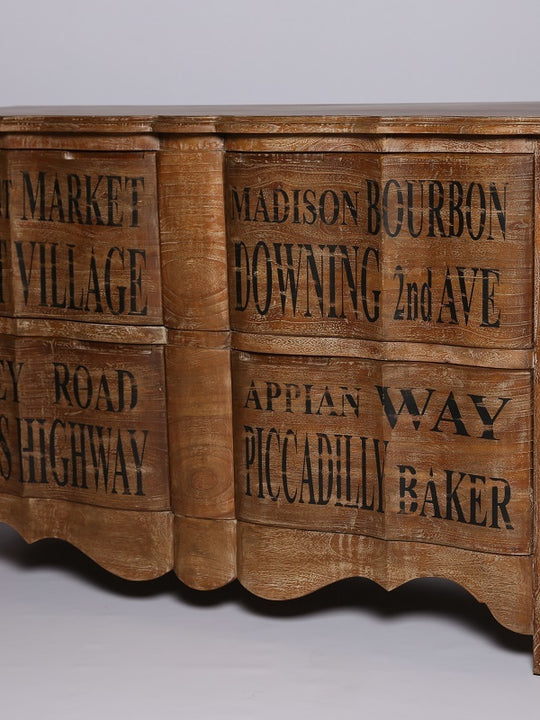 MARKET
VILLAGE
ROAD
HIGHWAY
MADISON BOURBON
DOWNING 2nd AVE
APPIAN WAY
PICCADILLY BAKER